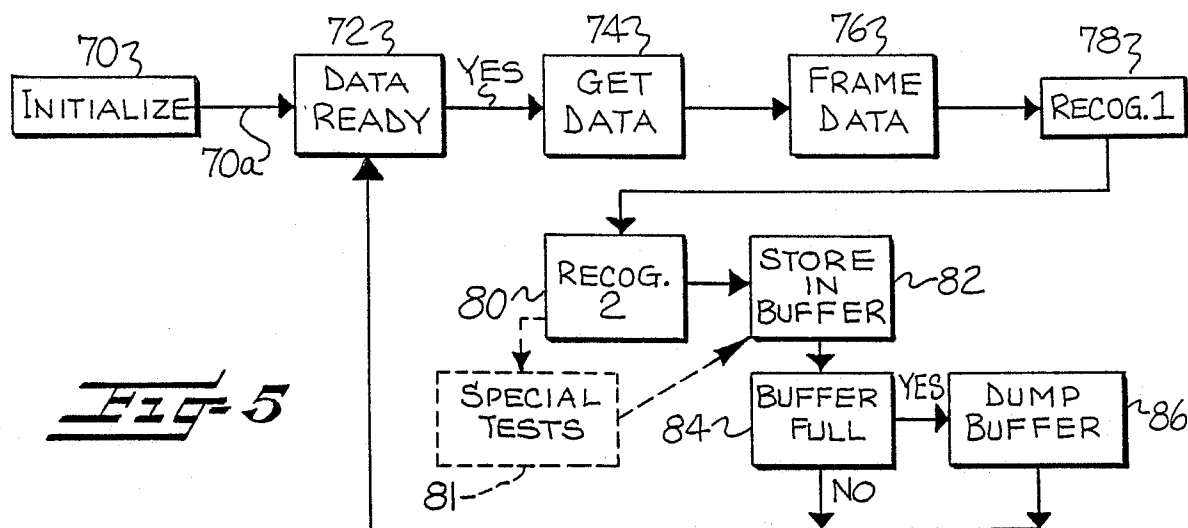 70
72
74
76
78
INITIALIZE
DATA
READY
YES
GET
DATA
FRAME
DATA
RECOG.1
70a
80
RECOG.
2
STORE
IN
BUFFER
82
SPECIAL
TESTS
81
84
BUFFER
FULL
YES
DUMP
BUFFER
86
NO
FIG-5